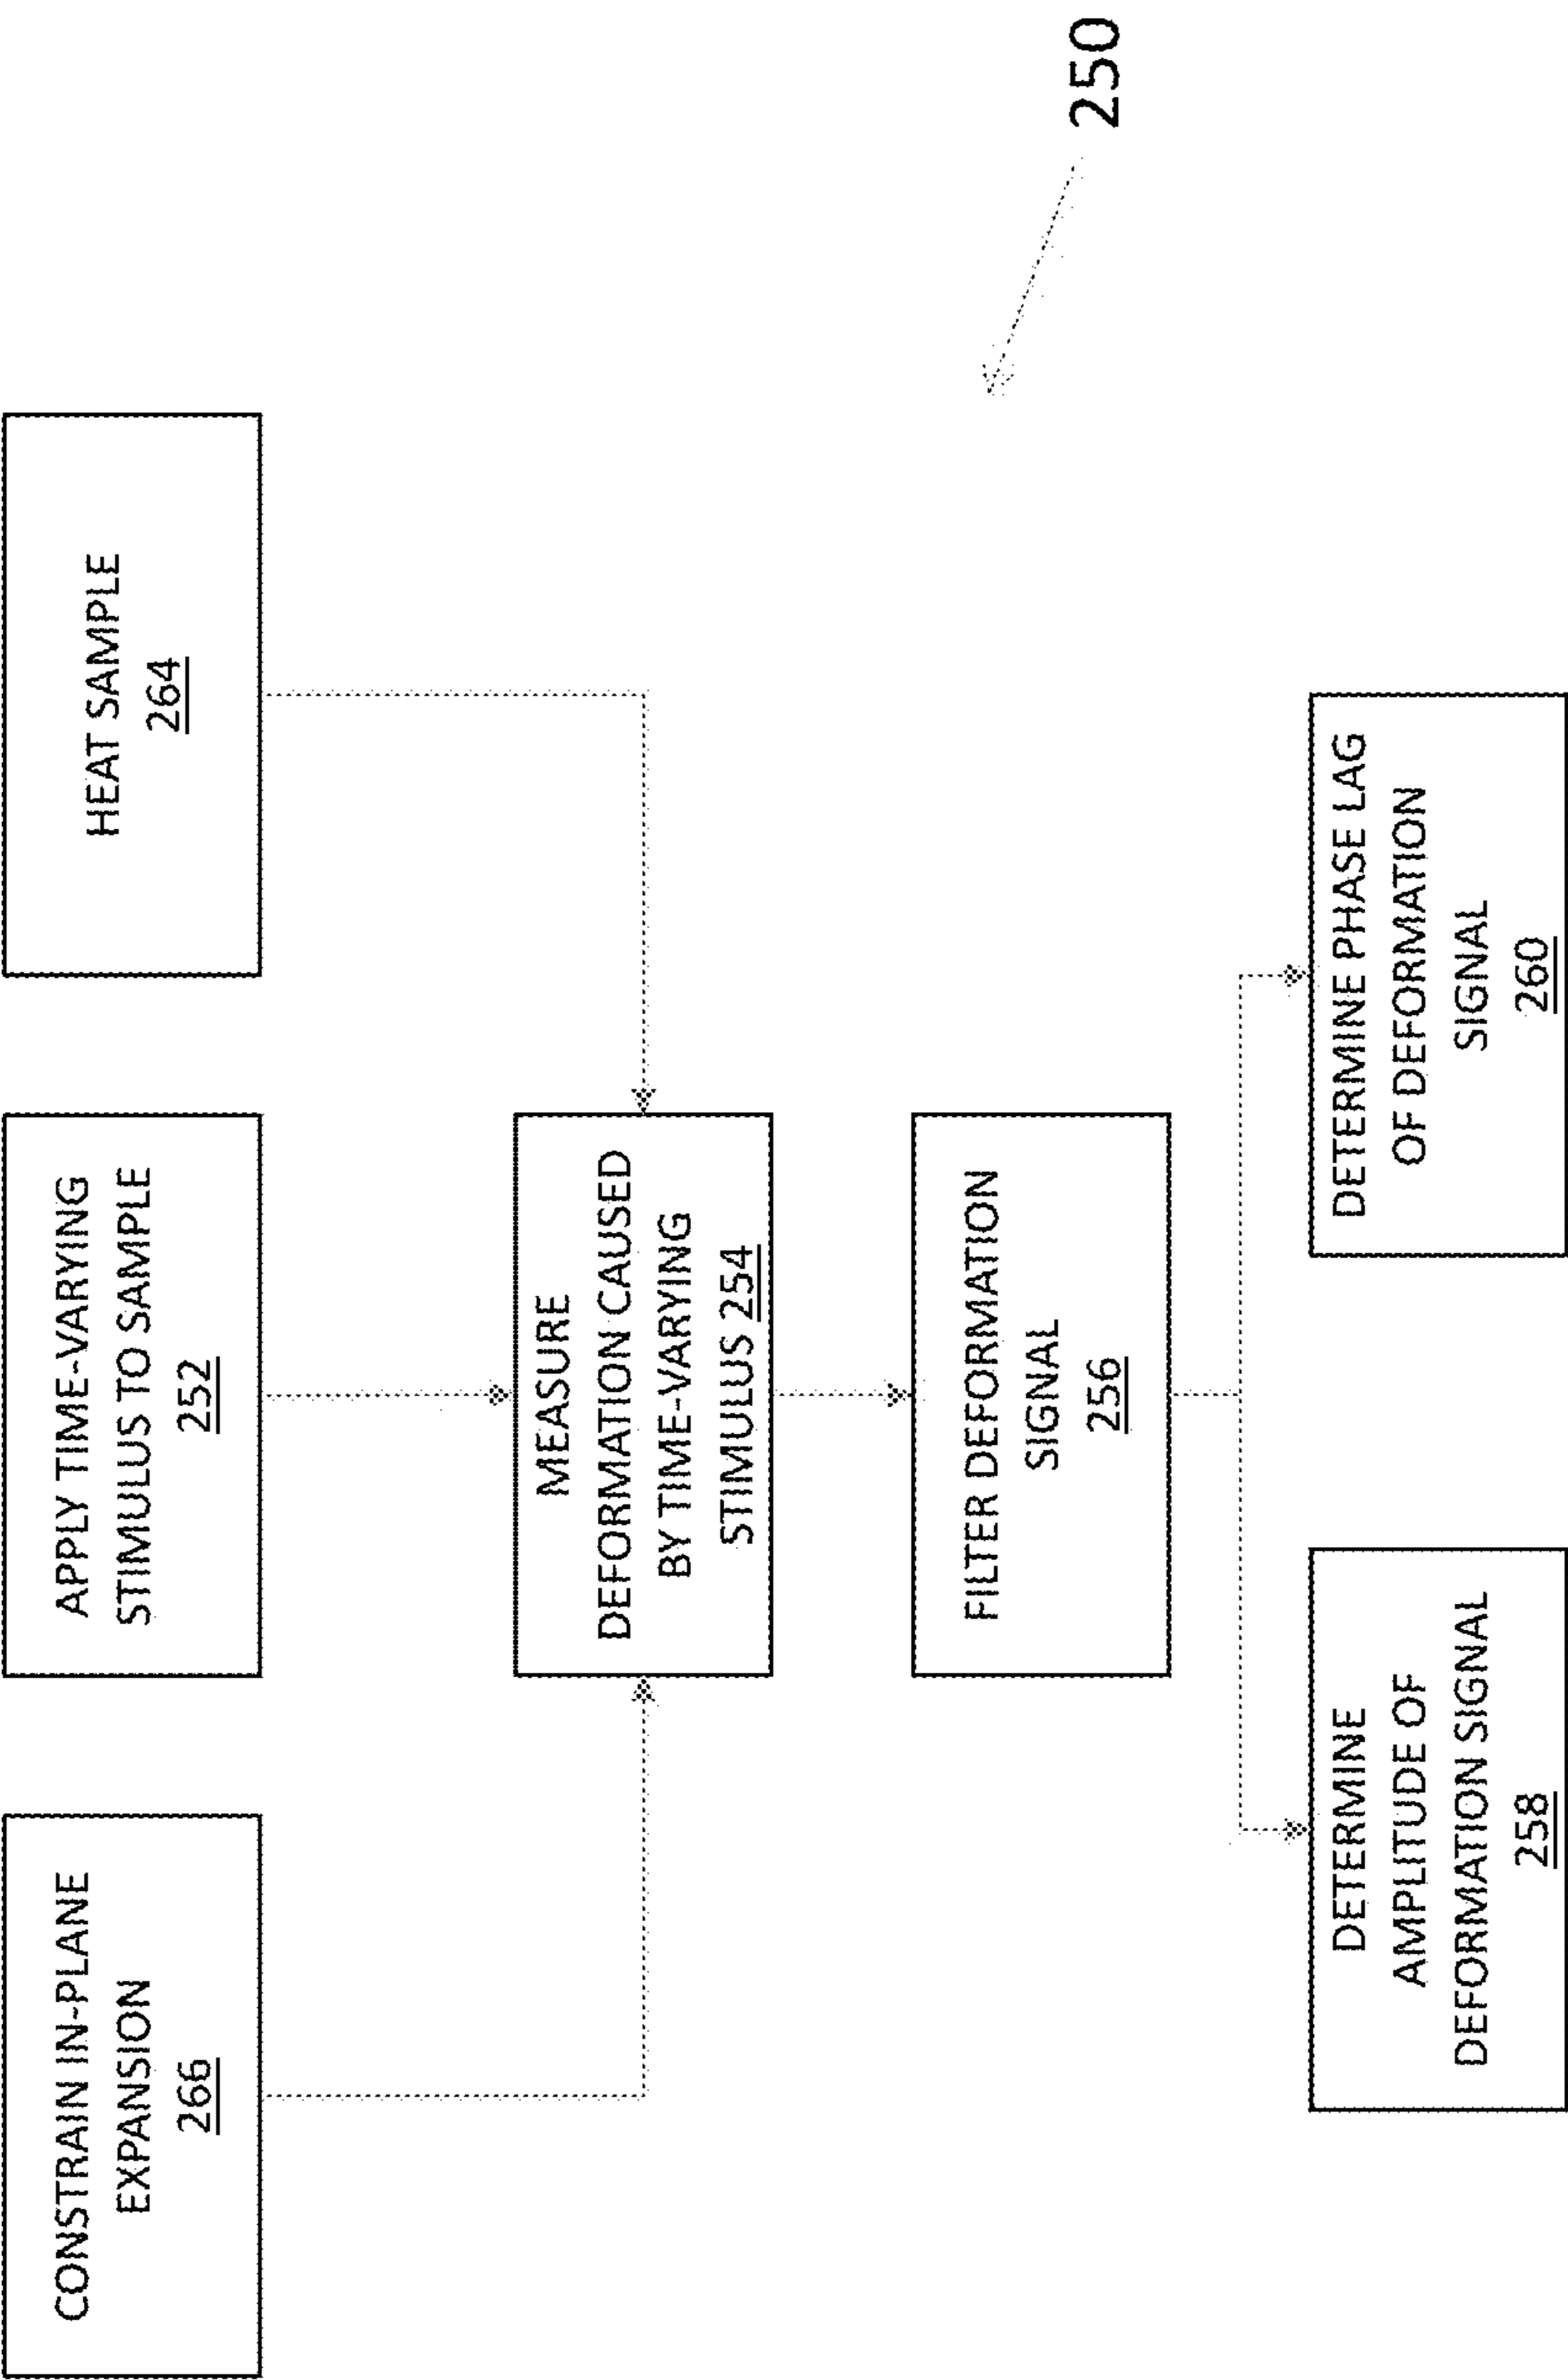 CONSTRAIN IN-PLANE
EXPANSION
266
APPLY TIME-VARYING
STIMULUS TO SAMPLE
252
HEAT SAMPLE
264
MEASURE
DEFORMATION CAUSED
BY TIME-VARYING
STIMULUS 254
FILTER DEFORMATION
SIGNAL
256
DETERMINE
AMPLITUDE OF
DEFORMATION SIGNAL
258
DETERMINE PHASE LAG
OF DEFORMATION
SIGNAL
260
250